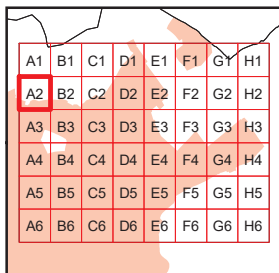 A1 B1 C1 D1 E1 F1 G1 H1
A2 B2 C2 D2 E2 F2 G2 H2
A3 B3 C3 D3 E3 F3 G3 H3
A4 B4 C4 D4 E4 F4 G4 H4
A5 B5 C5 D5 E5 F5 G5 H5
A6 B6 C6 D6 E6 F6 G6 H6